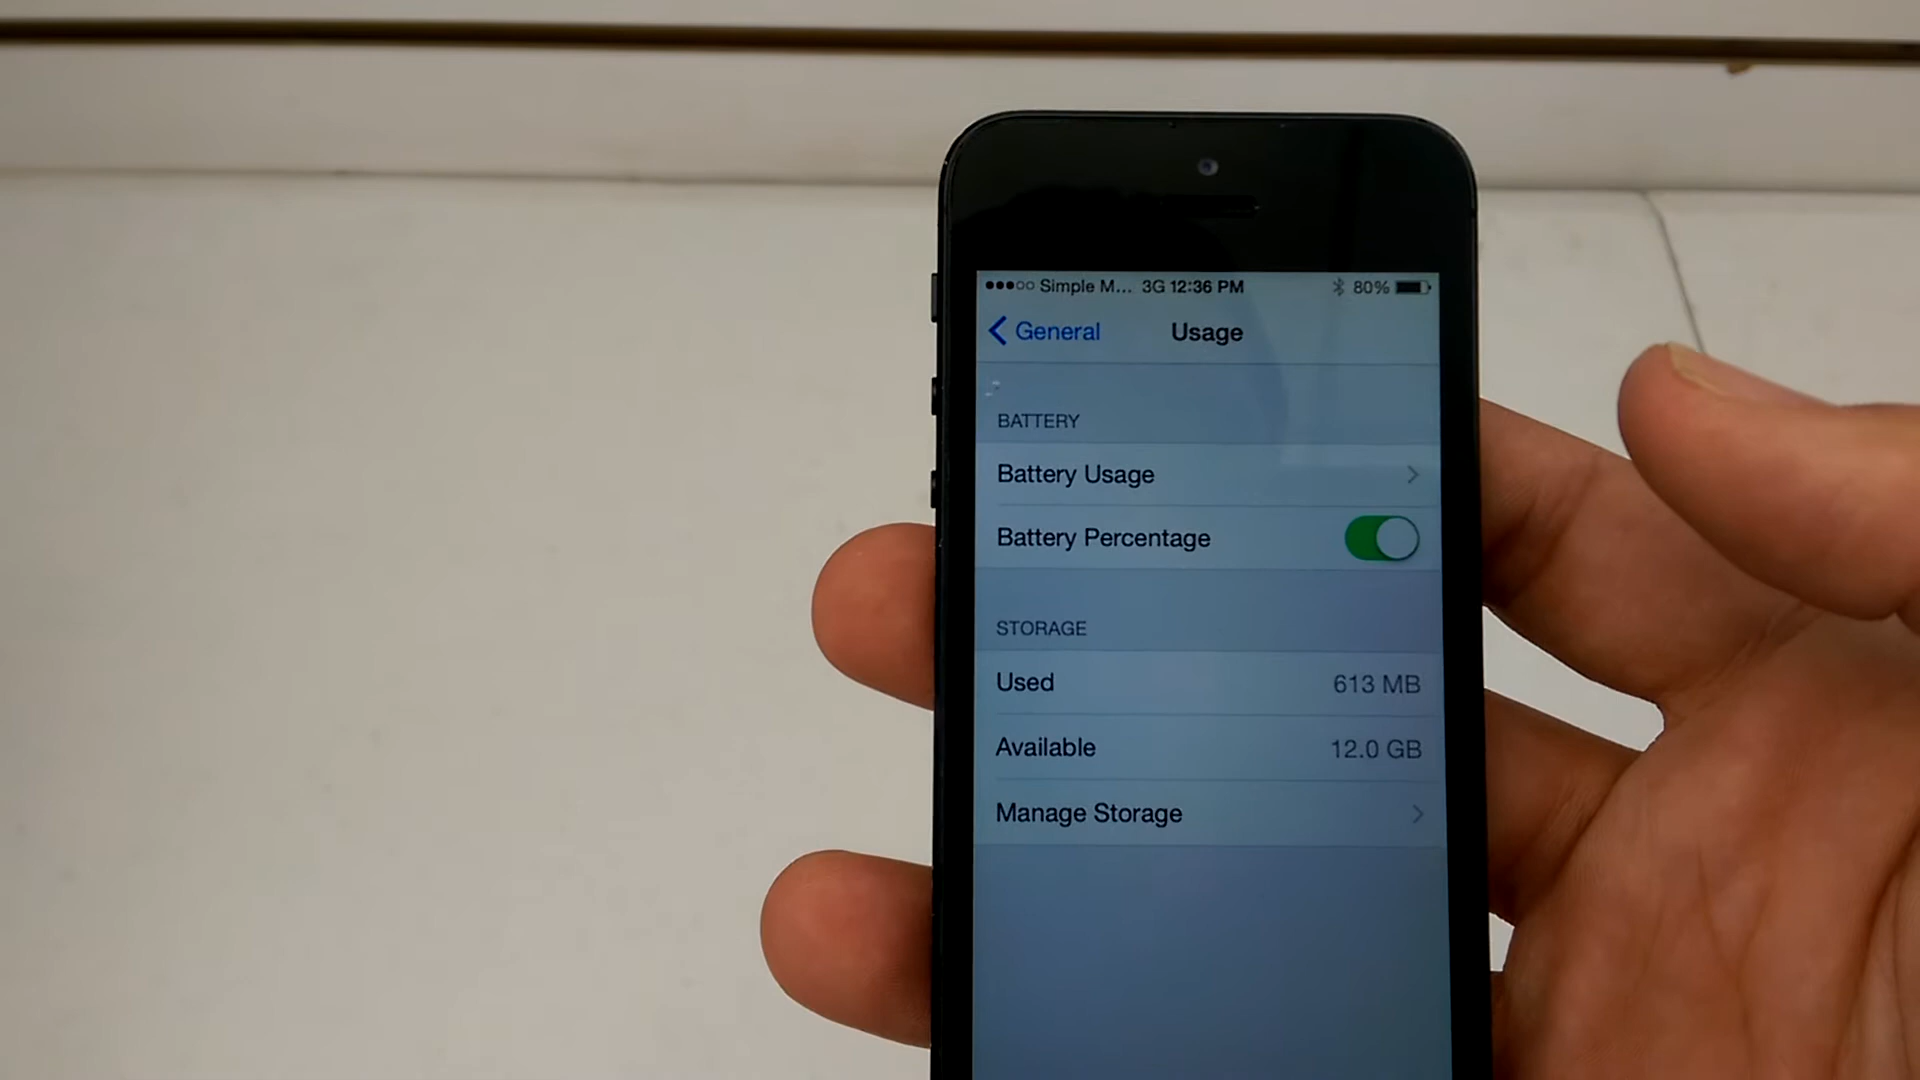 Simple M... 3G 12:36 PM 80%
General Usage
BATTERY
Battery Usage
Battery Percentage
STORAGE
Used 613 MB
Available 12.0 GB
Manage Storage